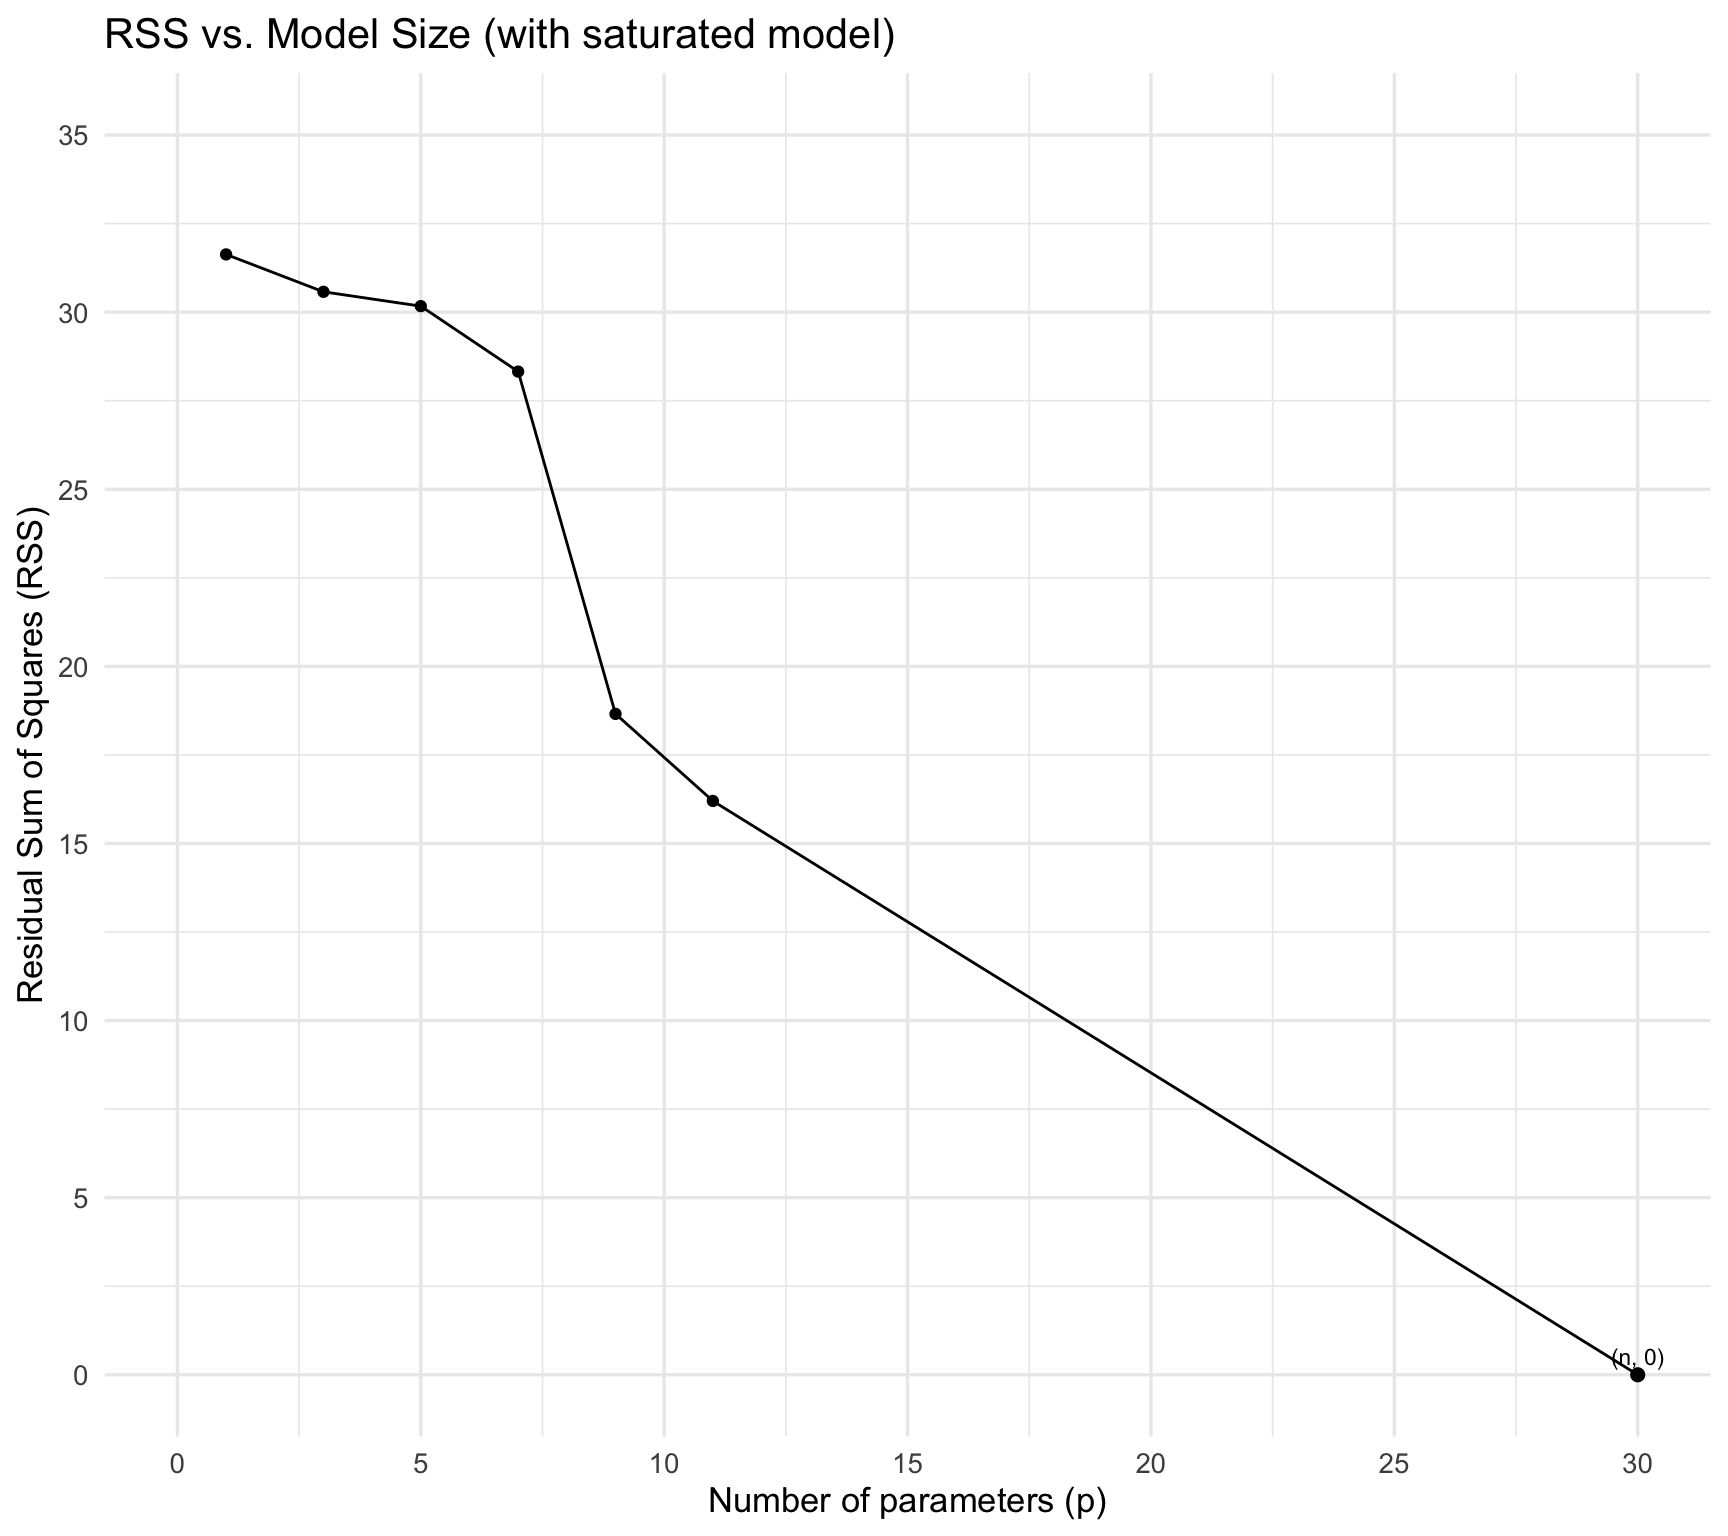 RSS vs. Model Size (with saturated model)
Residual Sum of Squares (RSS)
35
30
25
20
15
10
5
0
(n, 0)
0 5 10 15 20 25 30
Number of parameters (p)